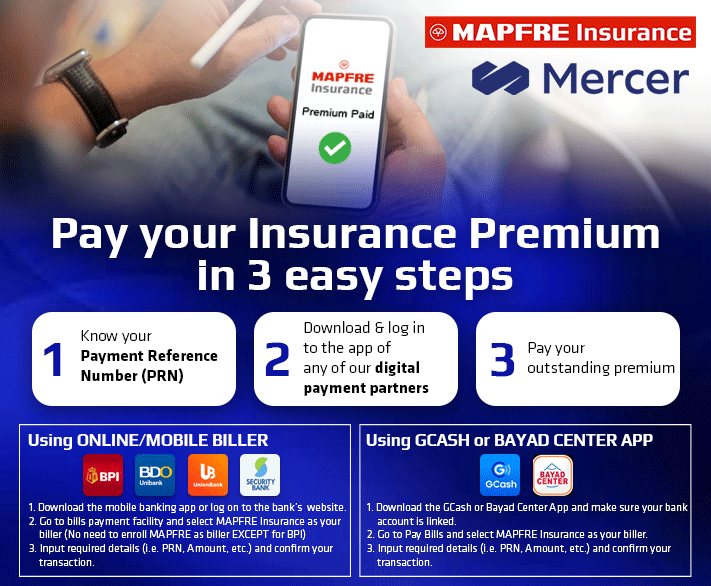 MAPFRE Insurance
Mercer
MAPFRE
Insurance
Premium Paid
Pay your Insurance Premium
in 3 easy steps
1
Know your
Payment Reference
Number (PRN)
2
Download & log in
to the app of
any of our digital
payment partners
3
Pay your
outstanding premium
Using ONLINE/MOBILE BILLER
BPI
BDO
Unibank
UB
UnionBank
SECURITY
BANK
1. Download the mobile banking app or log on to the bank's website.
2. Go to bills payment facility and select MAPFRE Insurance as your
biller (No need to enroll MAPFRE as biller EXCEPT for BPI)
3. Input required details (i.e. PRN, Amount, etc.) and confirm your
transaction.
Using GCASH or BAYAD CENTER APP
G
GCash
BAYAD
CENTER
1. Download the GCash or Bayad Center App and make sure your bank
account is linked.
2. Go to Pay Bills and select MAPFRE Insurance as your biller.
3. Input required details (i.e. PRN, Amount, etc.) and confirm your
transaction.